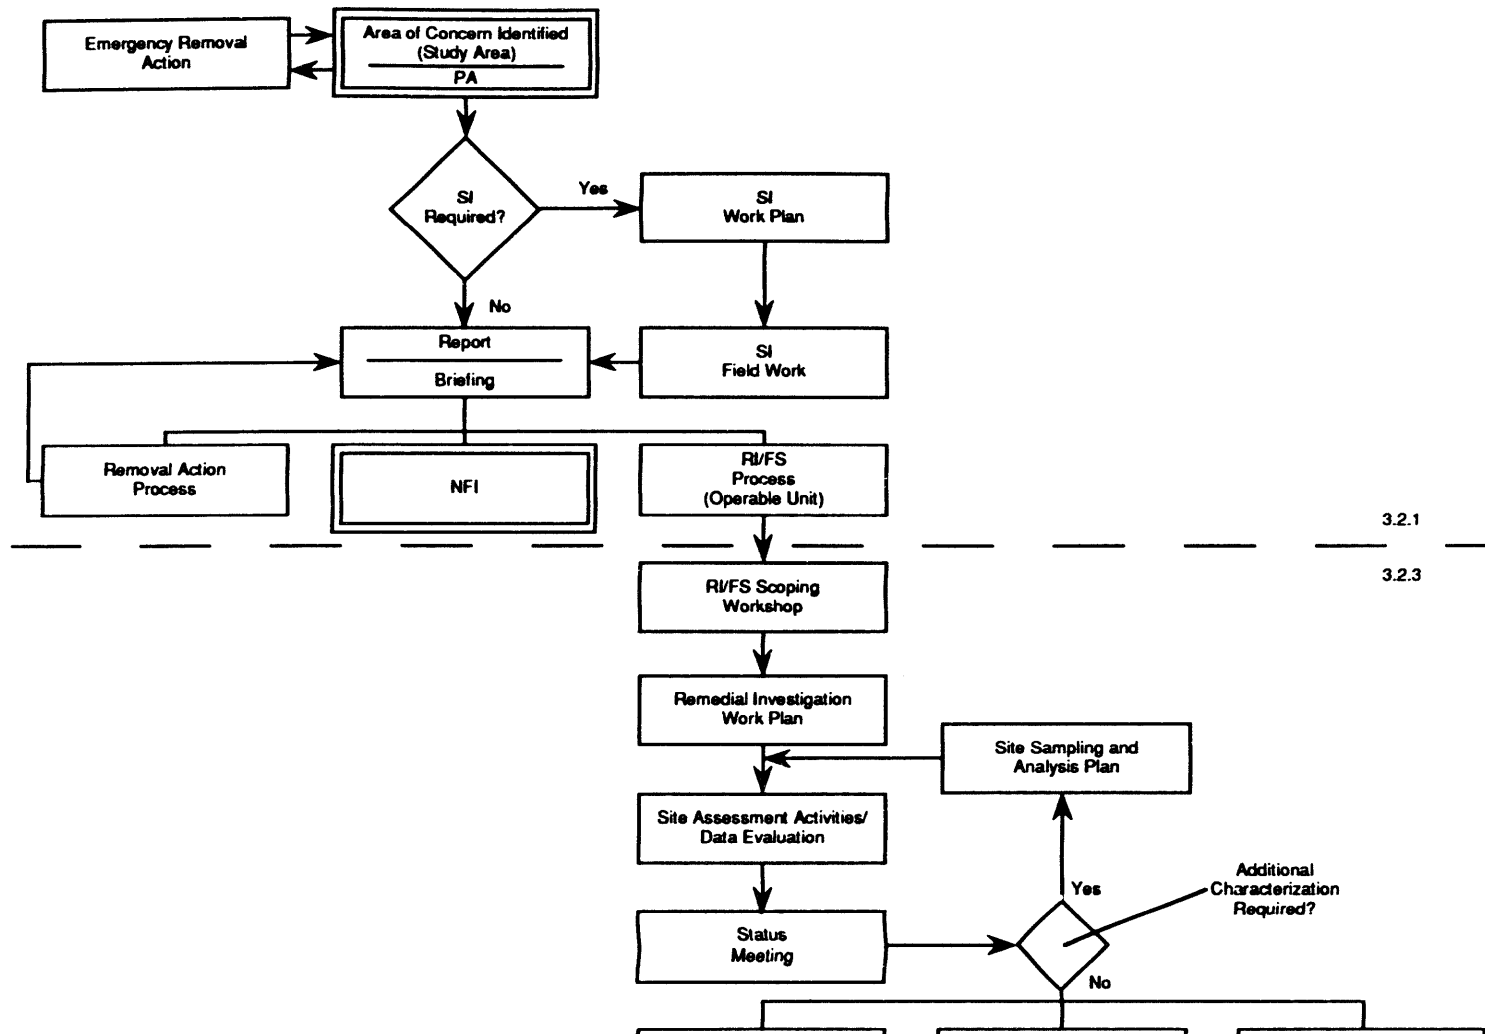 Emergency Removal
Action
Area of Concern Identified
(Study Area)
PA
SI
Required?
Yes
SI
Work Plan
No
Report
Briefing
SI
Field Work
Removal Action
Process
NFI
RI/FS
Process
(Operable Unit)
3.2.1
3.2.3
RI/FS Scoping
Workshop
Remedial Investigation
Work Plan
Site Sampling and
Analysis Plan
Site Assessment Activities/
Data Evaluation
Additional
Characterization
Required?
Yes
Status
Meeting
No